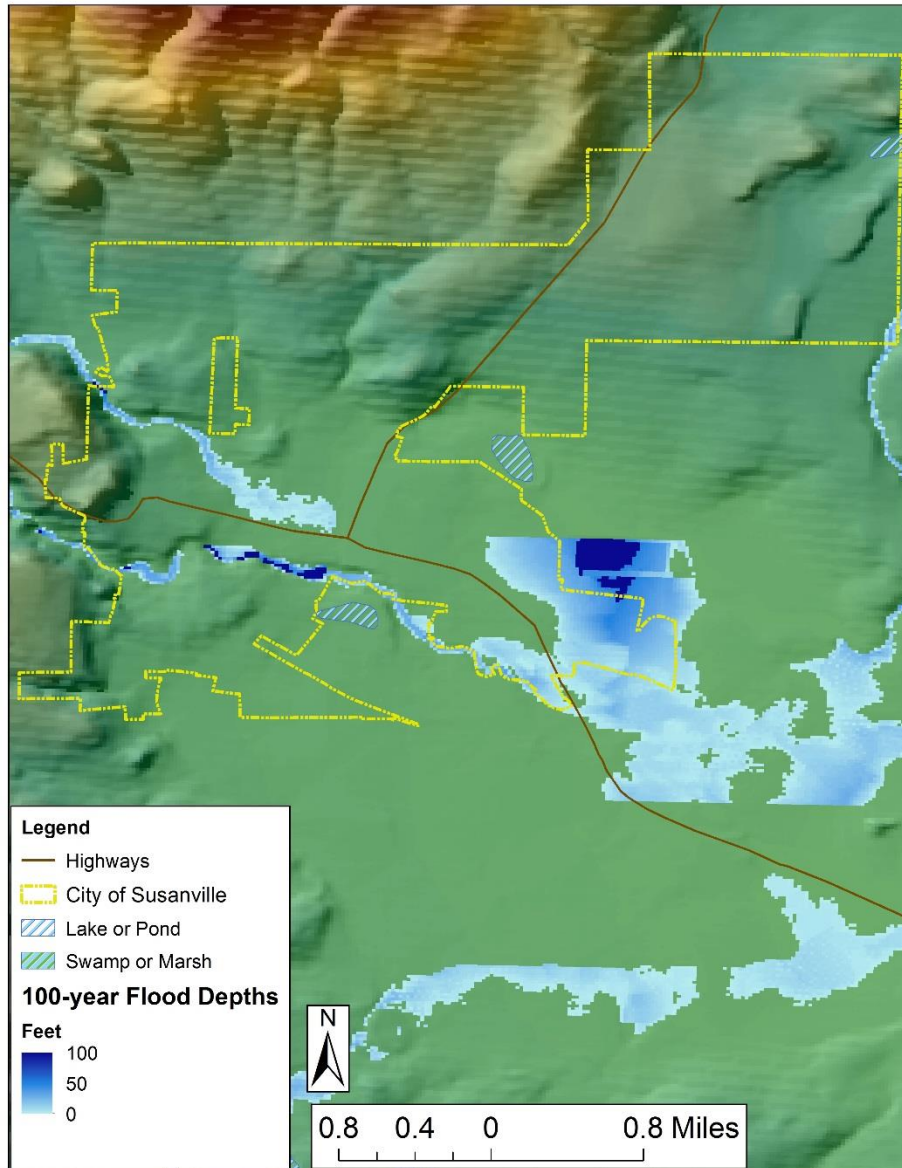 Legend
Highways
City of Susanville
Lake or Pond
Swamp or Marsh
100-year Flood Depths
Feet
100
50
0
N
0.8 0.4 0 0.8 Miles